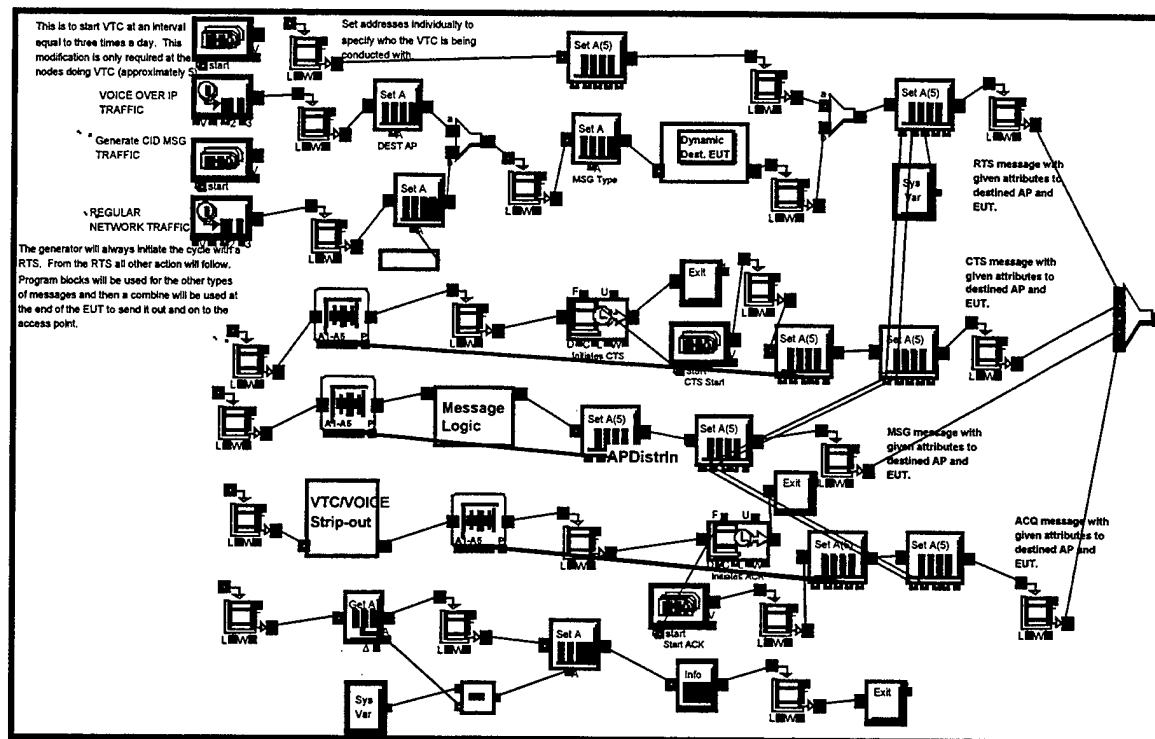 This is to start VTC at an interval
equal to three times a day. This
modification is only required at the
nodes doing VTC (approximately 5)
start
Set addresses individually to
specify who the VTC is being
conducted with
Set A(5)
VOICE OVER IP
TRAFFIC
Set A
DEST AP
a
Set A
MSG Type
Dynamic
Dest. EUT
a
Set A(5)
Generate CID MSG
TRAFFIC
start
Set A
Sys
Var
RTS message with
given attributes to
destined AP and
EUT.
REGULAR
NETWORK TRAFFIC
The generator will always initiate the cycle with a
RTS. From the RTS all other action will follow.
Program blocks will be used for the other types
of messages and then a combine will be used at
the end of the EUT to send it out and on to the
access point.
A1-A5 P
F U
Initiates CTS
Exit
Start
CTS Start
Set A(5)
Set A(5)
CTS message with
given attributes to
destined AP and
EUT.
A1-A5 P
Message
Logic
Set A(5)
APDistrIn
Set A(5)
MSG message with
given attributes to
destined AP and
EUT.
Exit
VTC/VOICE
Strip-out
A1-A5 P
F U
Initiates ACK
Set A(5)
Set A(5)
ACQ message with
given attributes to
destined AP and
EUT.
start
Start ACK
Get A
Set A
A
Info
Exit
Sys
Var